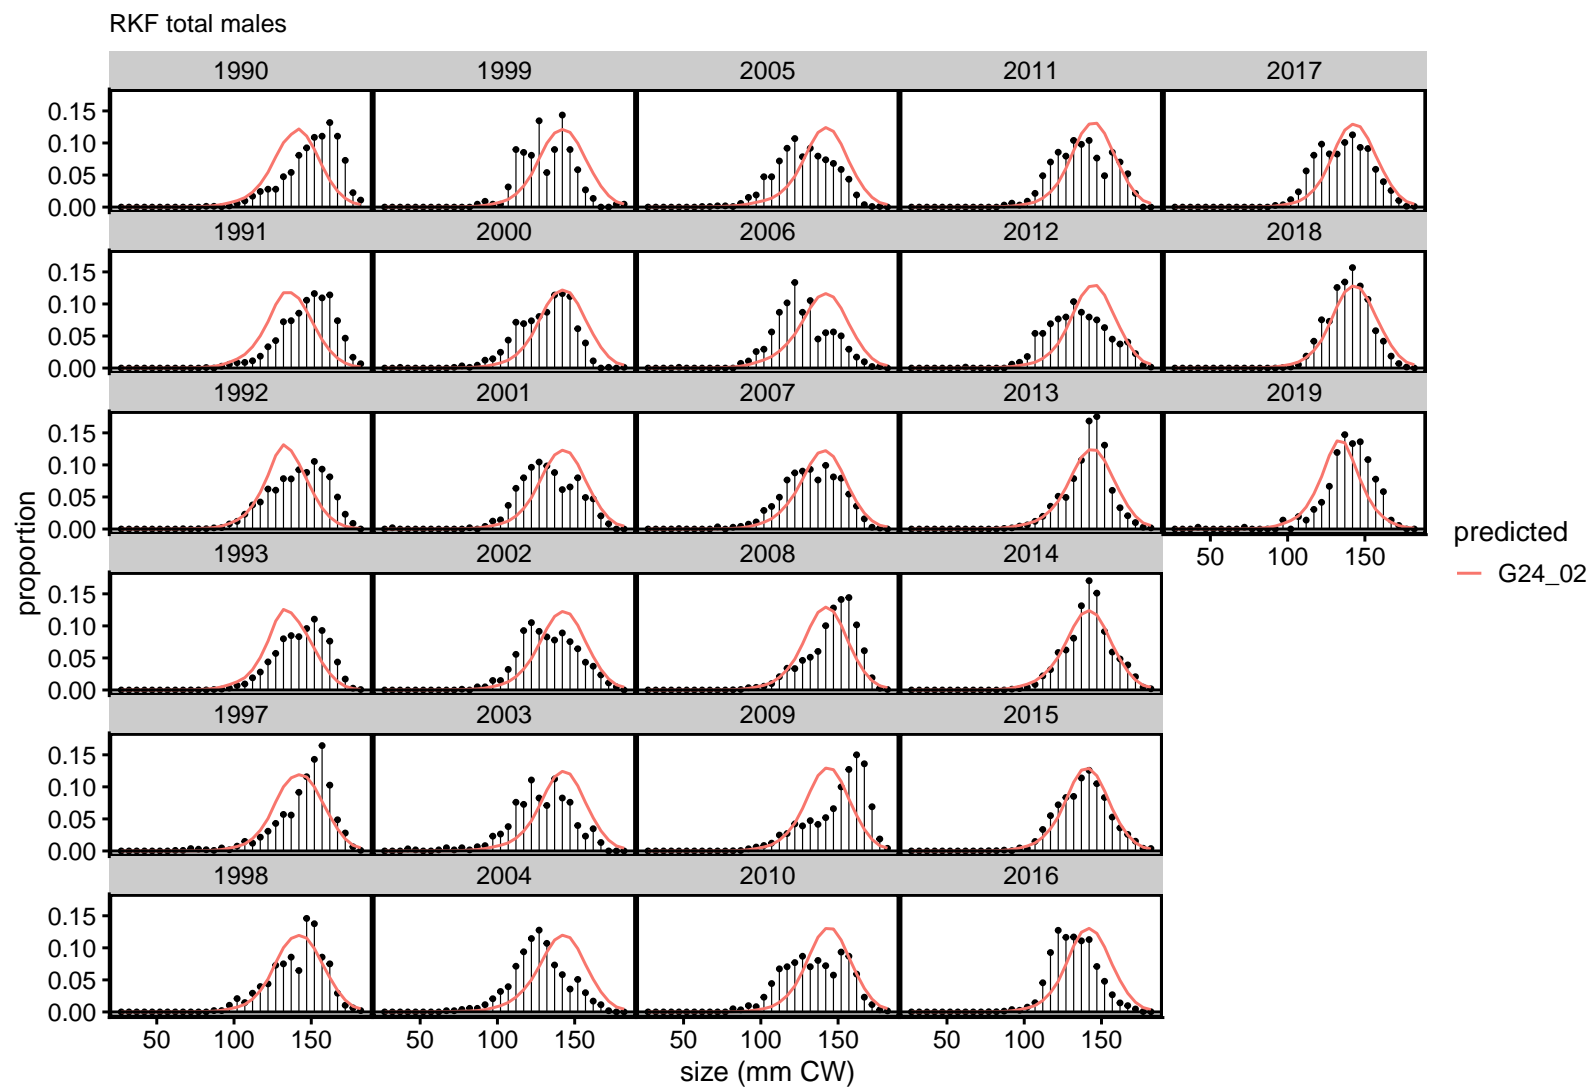 RKF total males
1990 1999 2005 2011 2017
0.15
0.10
0.05
0.00
1991 2000 2006 2012 2018
0.15
0.10
0.05
0.00
1992 2001 2007 2013 2019
0.15
0.10
0.05
0.00
50 100 150
1993 2002 2008 2014
0.15
0.10
0.05
0.00
1997 2003 2009 2015
0.15
0.10
0.05
0.00
1998 2004 2010 2016
0.15
0.10
0.05
0.00
50 100 150 50 100 150 50 100 150 50 100 150
size (mm CW)
proportion
predicted
G24_02